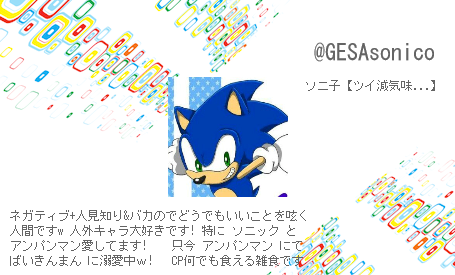 @GESAsonico
ソニ子【ツイ減気味...】
ネガティブ+人見知り&バカのでどうでもいいことを呟く
人間ですw 人外キャラ大好きです! 特に ソニック と
アンパンマン愛してます!　 只今 アンパンマン にで
ばいきんまん に溺愛中w!　 CP何でも食える雑食です